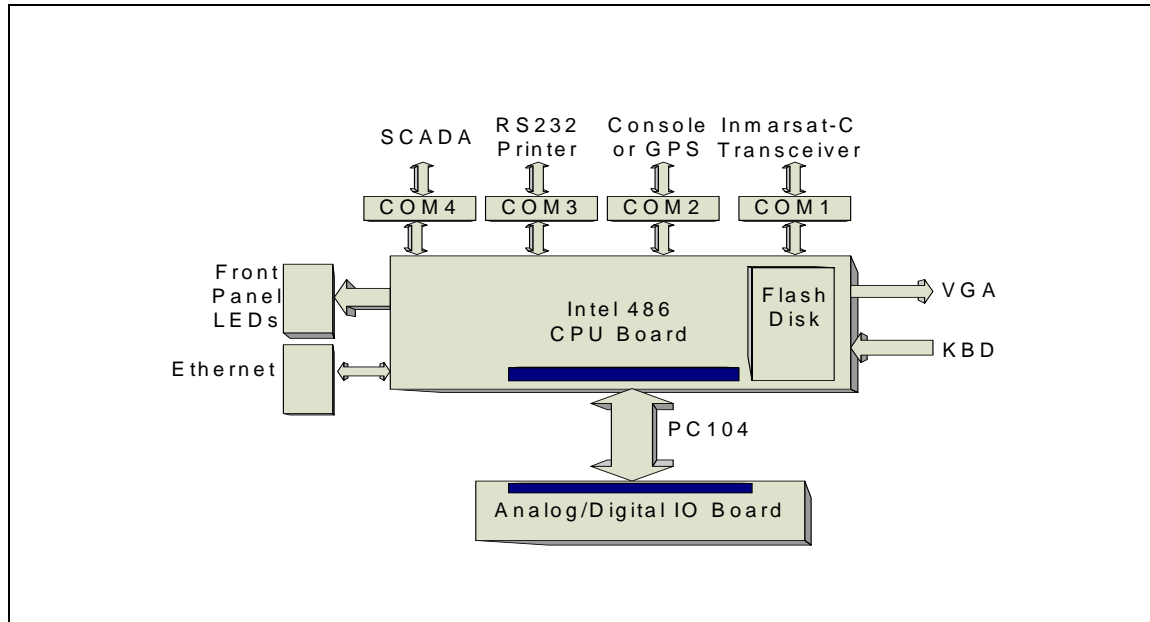 SCADA
RS232
Printer
Console
or GPS
Inmarsat-C
Transceiver
COM4
COM3
COM2
COM1
Front
Panel
LEDs
Ethernet
Intel 486
CPU Board
Flash
Disk
VGA
KBD
PC104
Analog/Digital IO Board